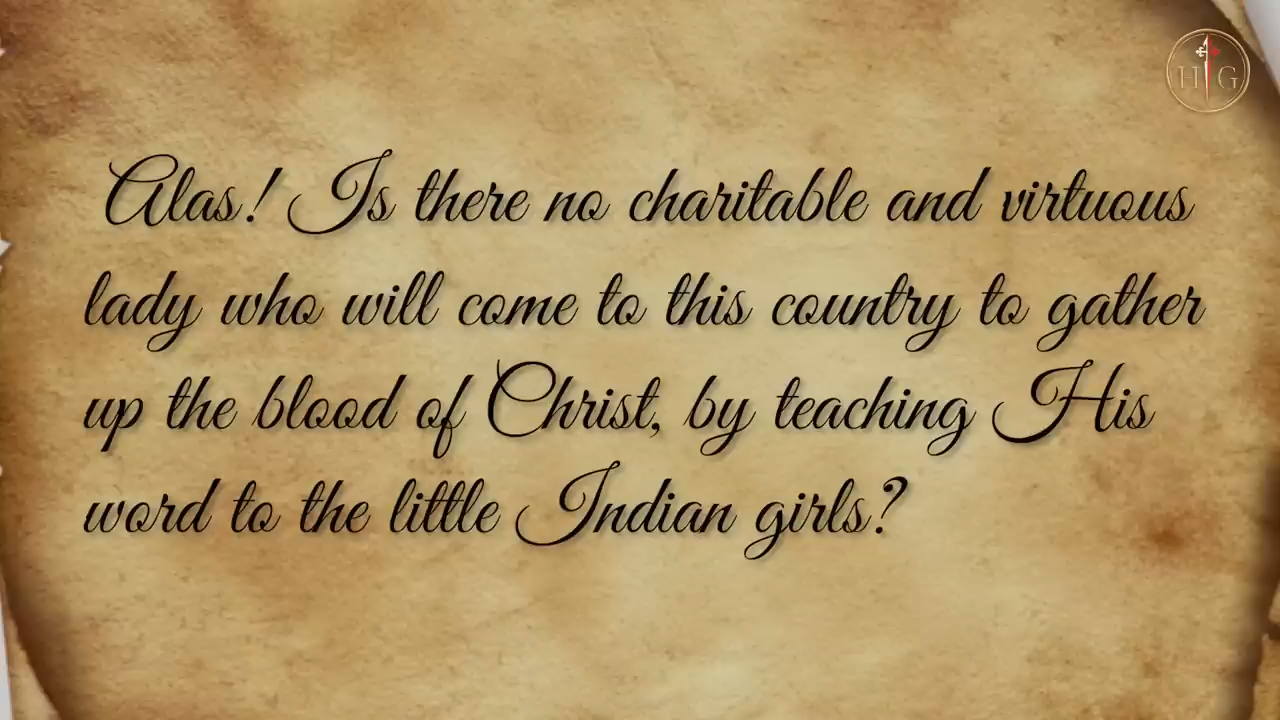 H G
Alas! Is there no charitable and virtuous
lady who will come to this country to gather
up the blood of Christ, by teaching His
word to the little Indian girls?